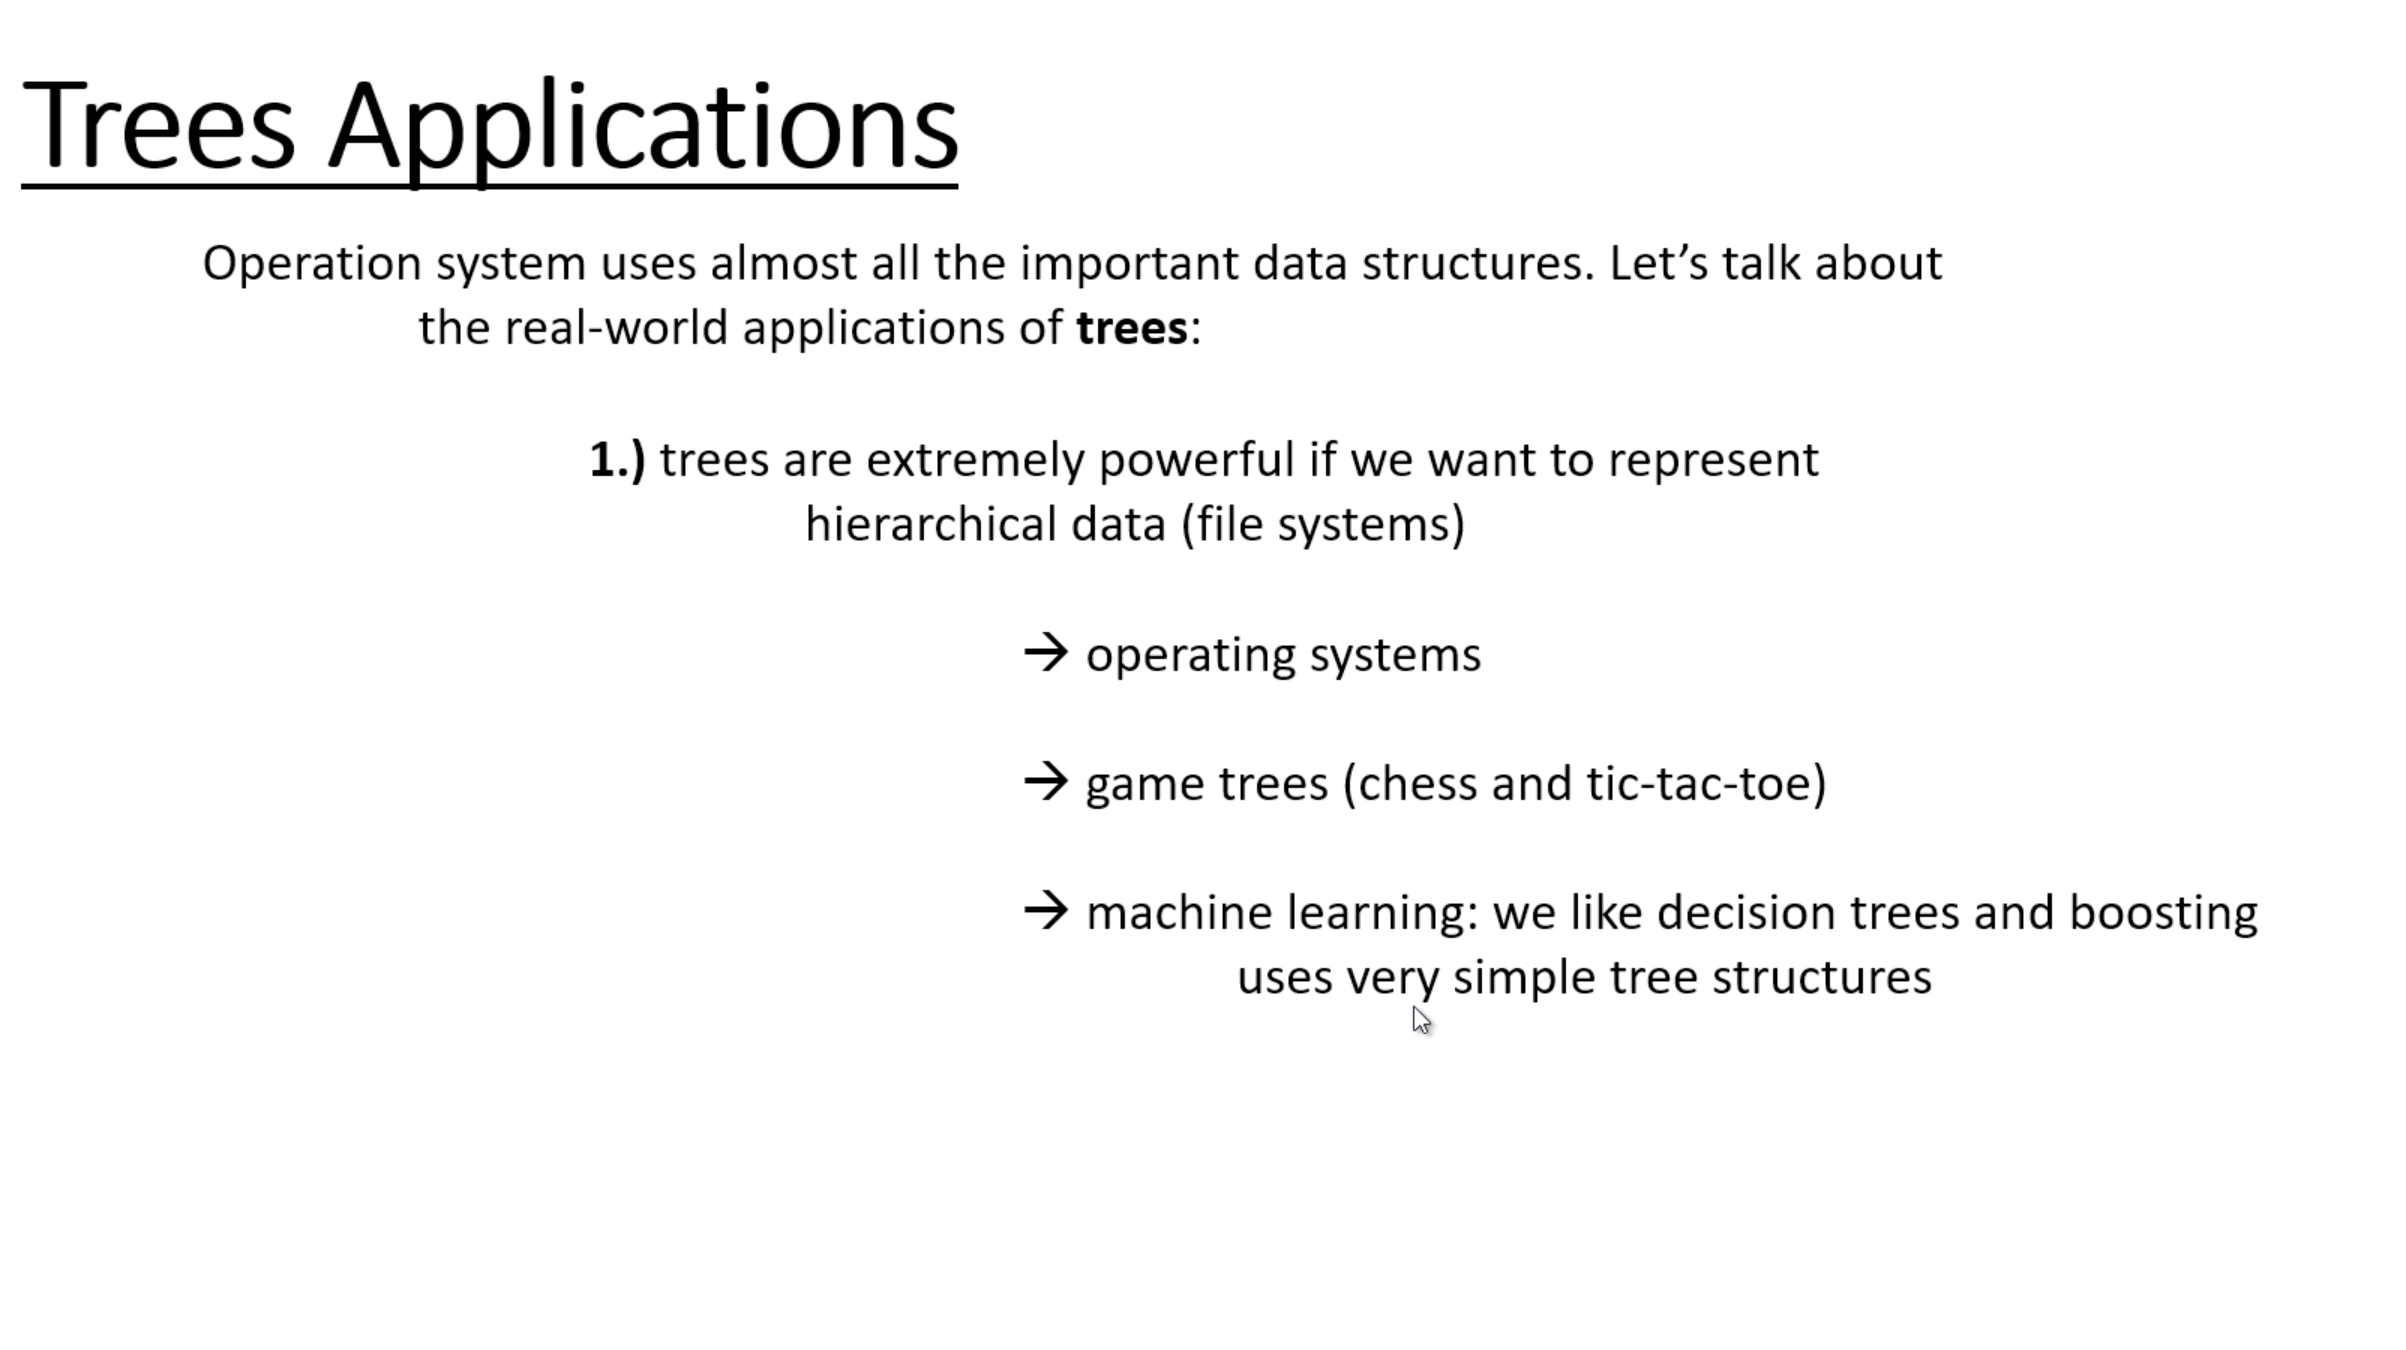 Trees Applications
Operation system uses almost all the important data structures. Let’s talk about
the real-world applications of trees:
1.) trees are extremely powerful if we want to represent
hierarchical data (file systems)
→ operating systems
→ game trees (chess and tic-tac-toe)
→ machine learning: we like decision trees and boosting
uses very simple tree structures